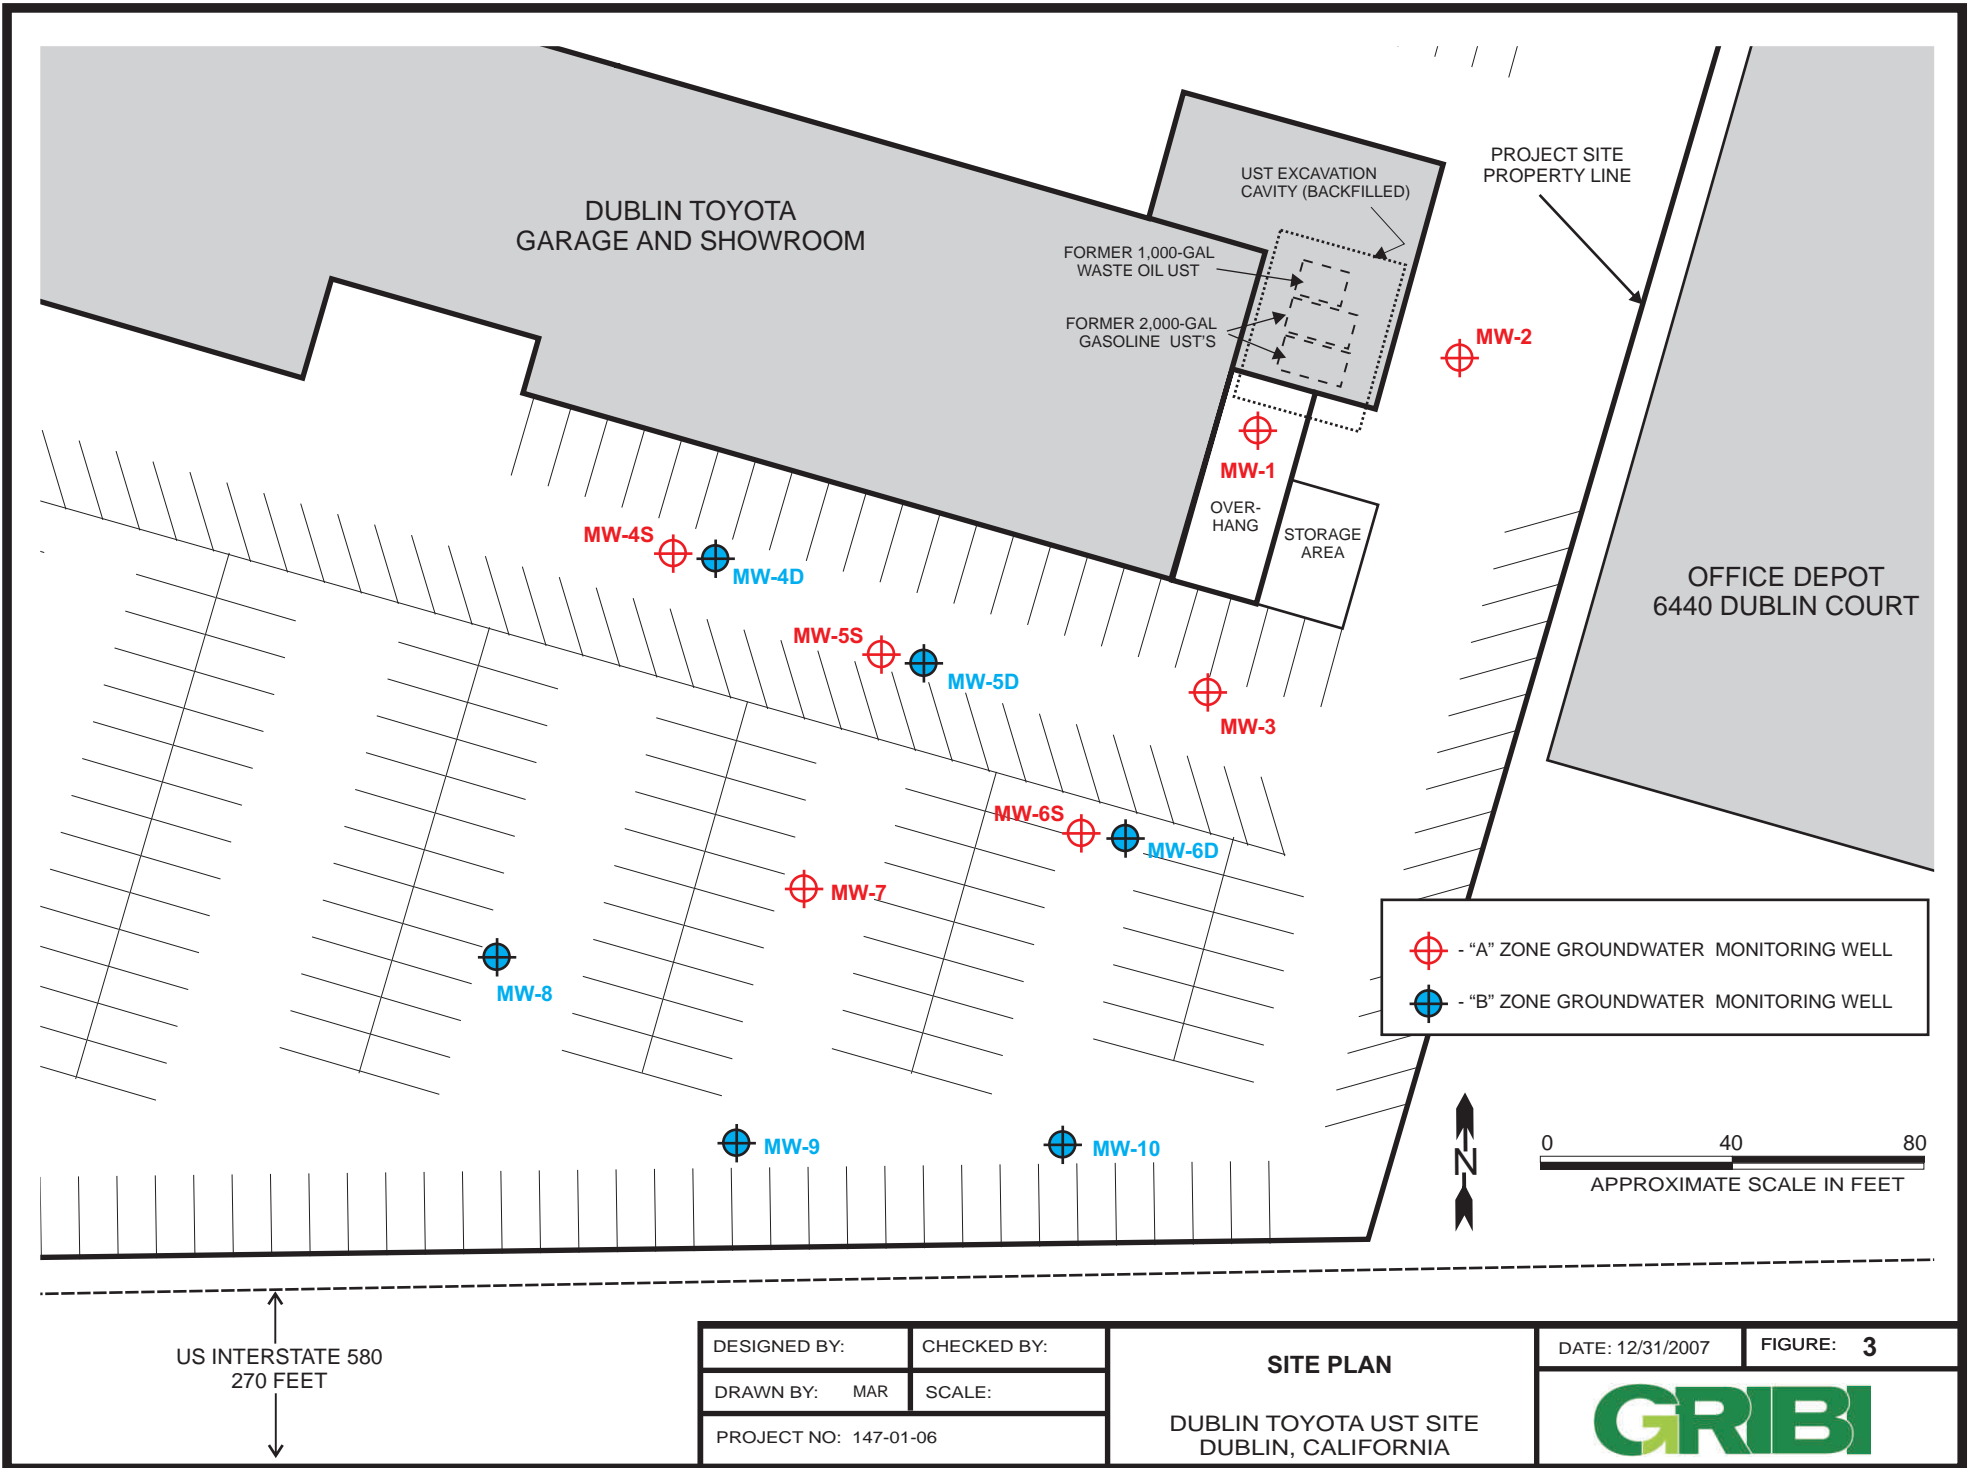 DUBLIN TOYOTA
GARAGE AND SHOWROOM
UST EXCAVATION
CAVITY (BACKFILLED)
PROJECT SITE
PROPERTY LINE
FORMER 1,000-GAL
WASTE OIL UST
FORMER 2,000-GAL
GASOLINE UST'S
MW-2
MW-1
OVER-
HANG
STORAGE
AREA
MW-4S
MW-4D
OFFICE DEPOT
6440 DUBLIN COURT
MW-5S
MW-5D
MW-3
MW-6S
MW-6D
MW-7
MW-8
- “A” ZONE GROUNDWATER MONITORING WELL
- “B” ZONE GROUNDWATER MONITORING WELL
MW-9
MW-10
N
0 40 80
APPROXIMATE SCALE IN FEET
US INTERSTATE 580
270 FEET
DESIGNED BY:
CHECKED BY:
DRAWN BY: MAR
SCALE:
PROJECT NO: 147-01-06
SITE PLAN
DUBLIN TOYOTA UST SITE
DUBLIN, CALIFORNIA
DATE: 12/31/2007
FIGURE: 3
GRIBI